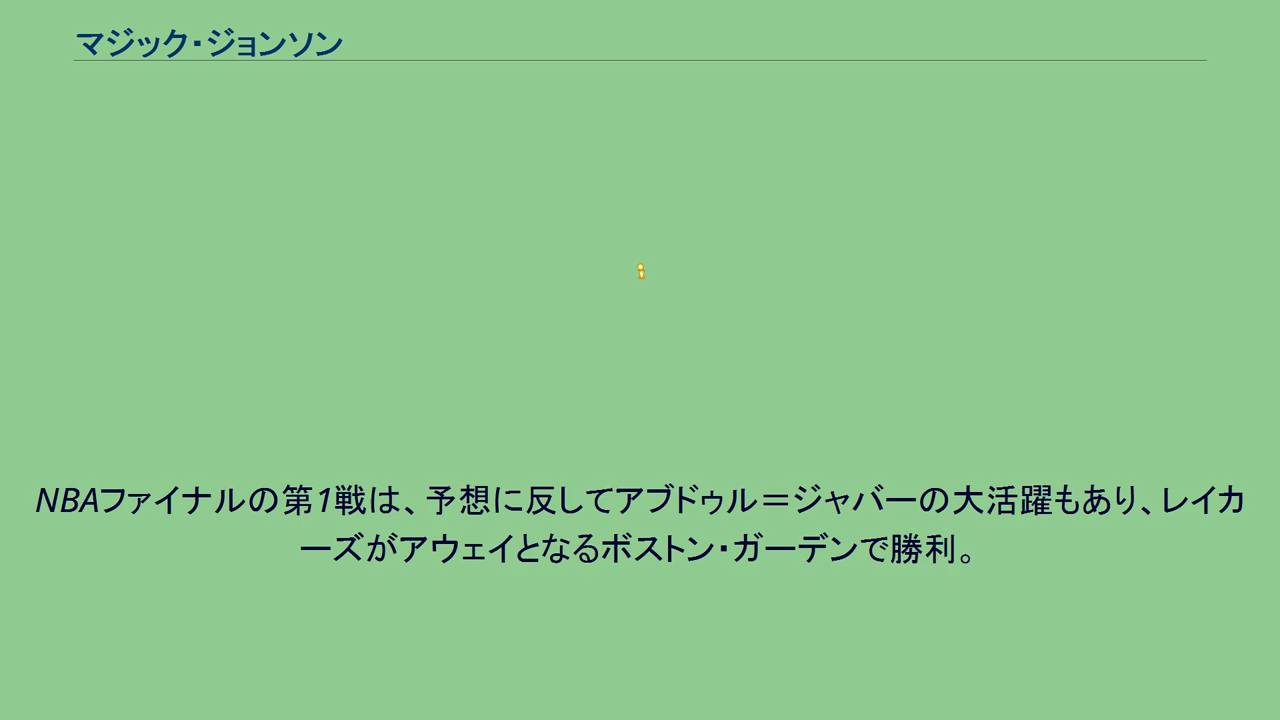 マジック・ジョンソン
NBAファイナルの第1戦は、予想に反してアブドゥル＝ジャバーの大活躍もあり、レイカ
ーズがアウェイとなるボストン・ガーデンで勝利。